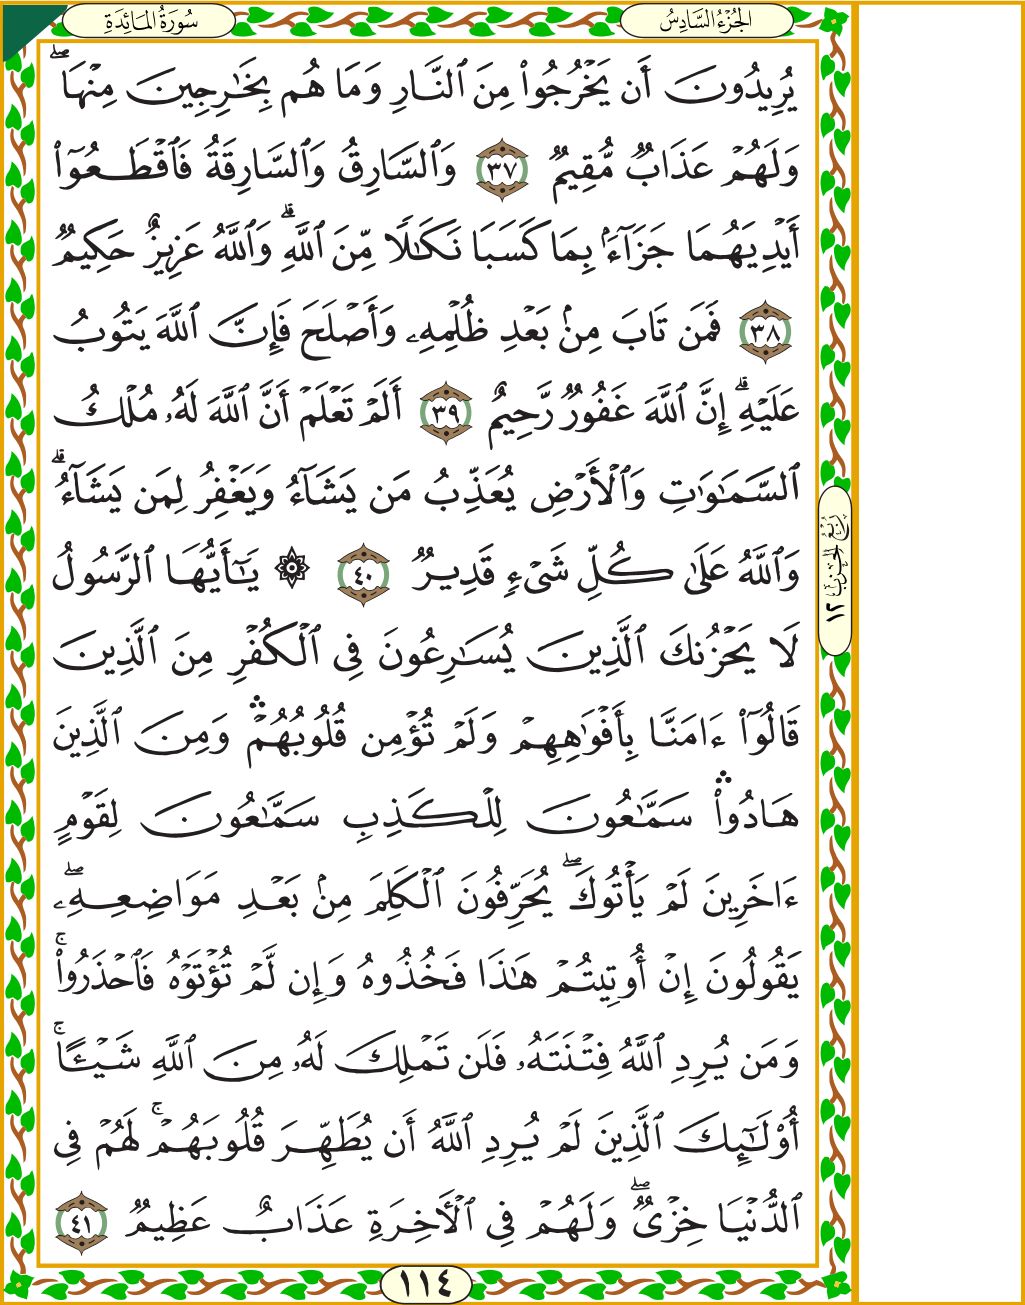 الجُزْءُ السَّادِسُ
سُورَةُ المَائِدَةِ
يُرِيدُونَ أَن يَخْرُجُوا۟ مِنَ ٱلنَّارِ وَمَا هُم بِخَـٰرِجِينَ مِنْهَا ۖ
وَلَهُمْ عَذَابٌ مُّقِيمٌ ٣٧ وَٱلسَّارِقُ وَٱلسَّارِقَةُ فَٱقْطَعُوٓا۟
أَيْدِيَهُمَا جَزَآءًۢ بِمَا كَسَبَا نَكَـٰلًا مِّنَ ٱللَّهِ ۗ وَٱللَّهُ عَزِيزٌ حَكِيمٌ
٣٨ فَمَن تَابَ مِنۢ بَعْدِ ظُلْمِهِۦ وَأَصْلَحَ فَإِنَّ ٱللَّهَ يَتُوبُ
عَلَيْهِ ۗ إِنَّ ٱللَّهَ غَفُورٌ رَّحِيمٌ ٣٩ أَلَمْ تَعْلَمْ أَنَّ ٱللَّهَ لَهُۥ مُلْكُ
ٱلسَّمَـٰوَٰتِ وَٱلْأَرْضِ يُعَذِّبُ مَن يَشَآءُ وَيَغْفِرُ لِمَن يَشَآءُ ۗ
وَٱللَّهُ عَلَىٰ كُلِّ شَىْءٍ قَدِيرٌ ٤٠ ۞ يَـٰٓأَيُّهَا ٱلرَّسُولُ
لَا يَحْزُنكَ ٱلَّذِينَ يُسَـٰرِعُونَ فِى ٱلْكُفْرِ مِنَ ٱلَّذِينَ
قَالُوٓا۟ ءَامَنَّا بِأَفْوَٰهِهِمْ وَلَمْ تُؤْمِن قُلُوبُهُمْ ۛ وَمِنَ ٱلَّذِينَ
هَادُوا۟ ۛ سَمَّـٰعُونَ لِلْكَذِبِ سَمَّـٰعُونَ لِقَوْمٍ
ءَاخَرِينَ لَمْ يَأْتُوكَ ۖ يُحَرِّفُونَ ٱلْكَلِمَ مِنۢ بَعْدِ مَوَاضِعِهِۦ ۖ
يَقُولُونَ إِنْ أُوتِيتُمْ هَـٰذَا فَخُذُوهُ وَإِن لَّمْ تُؤْتَوْهُ فَٱحْذَرُوا۟ ۚ
وَمَن يُرِدِ ٱللَّهُ فِتْنَتَهُۥ فَلَن تَمْلِكَ لَهُۥ مِنَ ٱللَّهِ شَيْـًٔا ۚ
أُو۟لَـٰٓئِكَ ٱلَّذِينَ لَمْ يُرِدِ ٱللَّهُ أَن يُطَهِّرَ قُلُوبَهُمْ ۚ لَهُمْ فِى
ٱلدُّنْيَا خِزْىٌ ۖ وَلَهُمْ فِى ٱلْـَٔاخِرَةِ عَذَابٌ عَظِيمٌ ٤١
رُبْعُ الحِزْبِ ١٢
١١٤